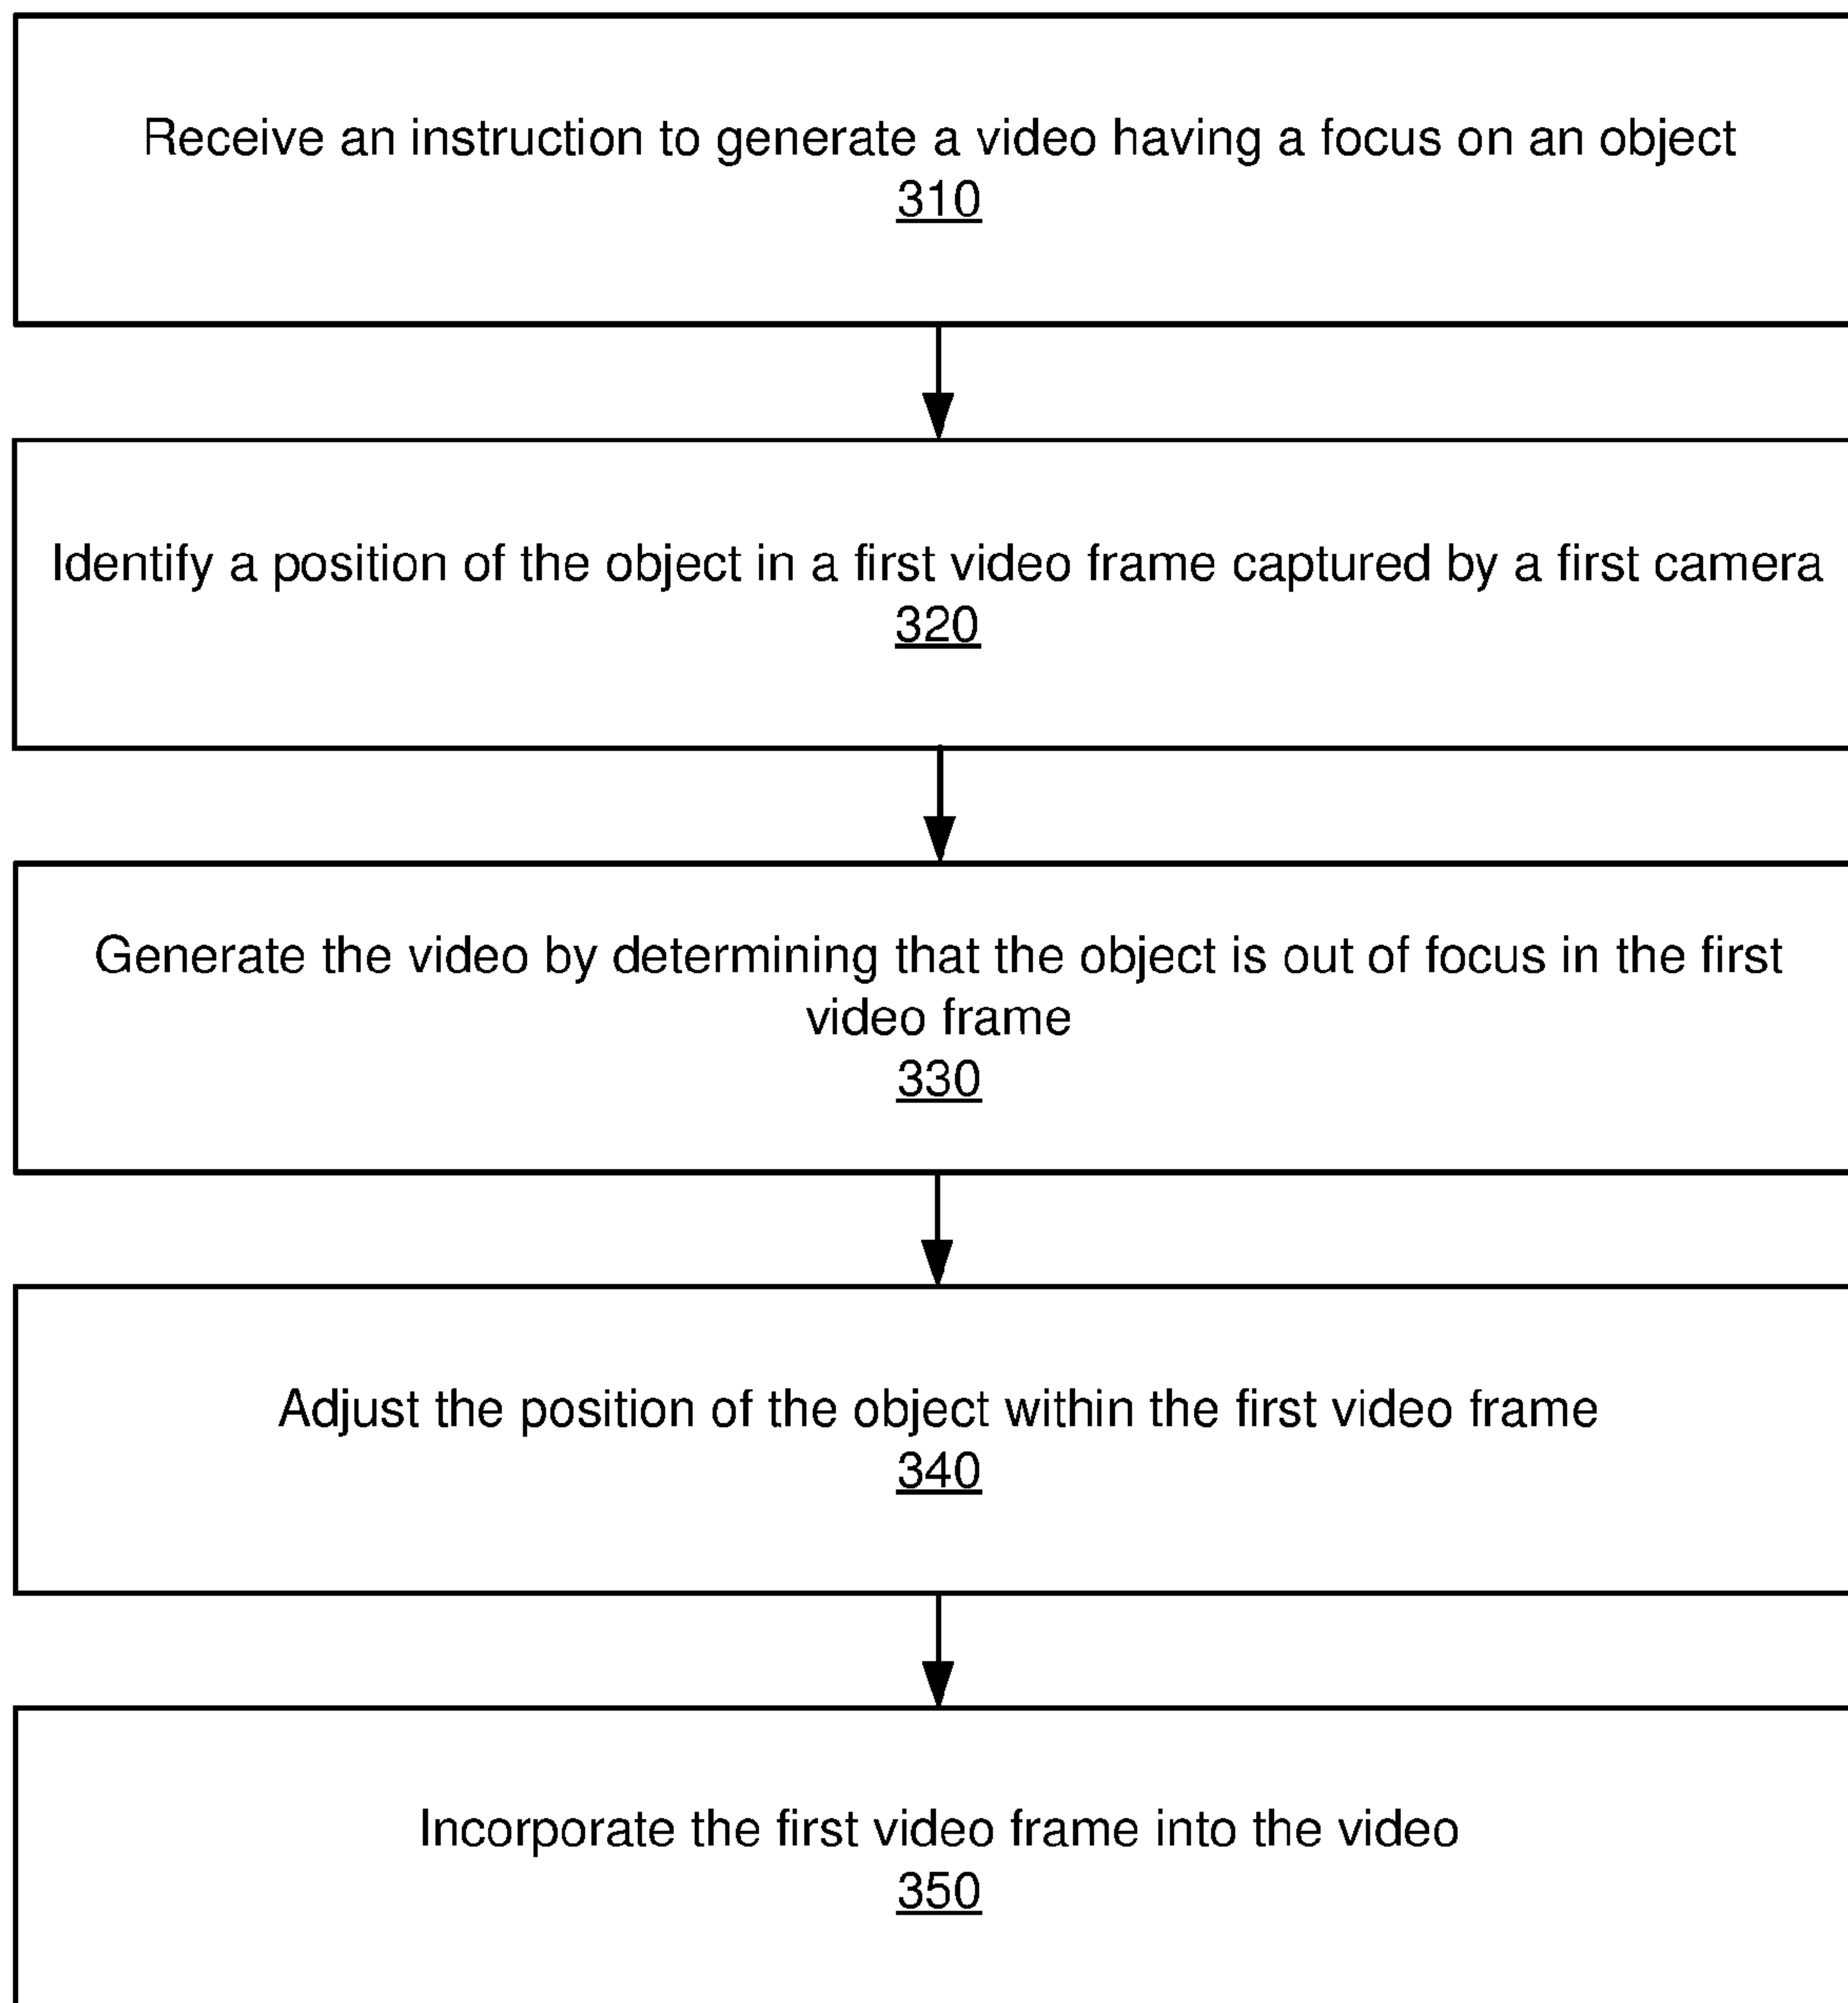 Receive an instruction to generate a video having a focus on an object
310
Identify a position of the object in a first video frame captured by a first camera
320
Generate the video by determining that the object is out of focus in the first
video frame
330
Adjust the position of the object within the first video frame
340
Incorporate the first video frame into the video
350